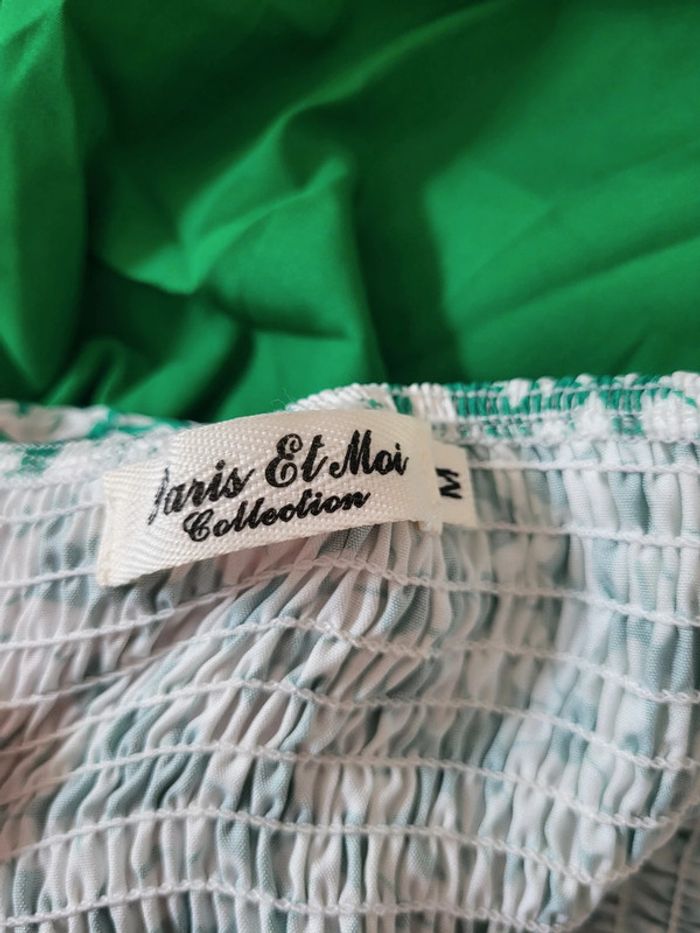 Paris Et Moi
Collection
M